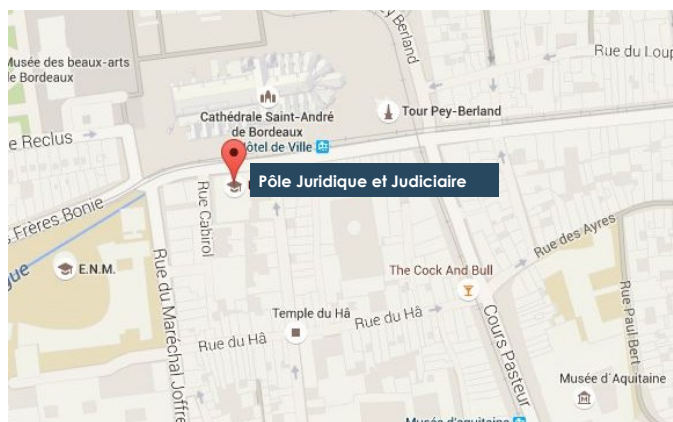 Berland
Rue du Loup
Musée des beaux-arts
de Bordeaux
Cathédrale Saint-André
de Bordeaux
Tour Pey-Berland
e Reclus
Hôtel de Ville
Pôle Juridique et Judiciaire
s Frères Bonie
Rue Cabirol
Rue des Ayres
gue
E.N.M.
The Cock And Bull
Rue du Maréchal Joffre
Temple du Hâ
Rue du Hâ
Rue du Hâ
Cours Pasteur
Rue Paul Bert
Musée d'Aquitaine
Musée d'aquitaine